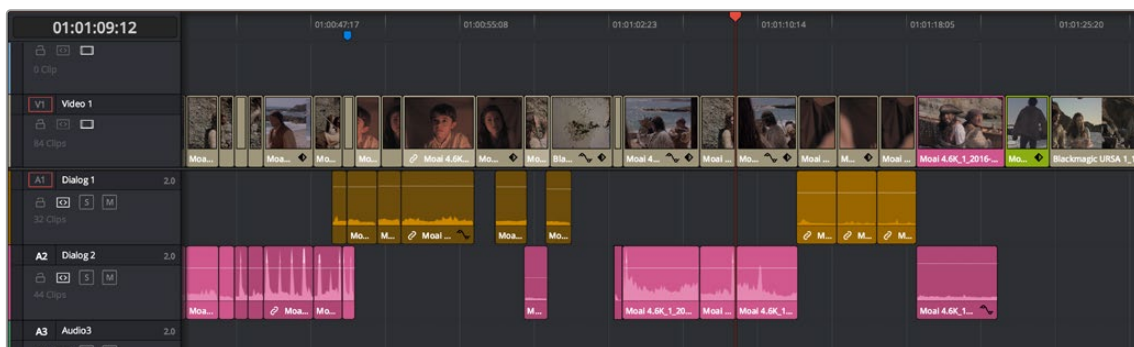 01:01:09:12
01:00:47:17
01:00:55:08
01:01:02:23
01:01:10:14
01:01:18:05
01:01:25:20
0 Clip
V1 Video 1
84 Clips
Moa... Moa... Mo... Mo... Moai 4.6K... Mo... Mo... Bla... Moai 4... Moai ... Mo... Moai ... M... Moai ... Moai 4.6K_1_2016-... Mo... Blackmagic URSA 1_1
A1 Dialog 1 2.0
S M
32 Clips
Mo... M... Moai ... Moa... Mo... M... M... M...
A2 Dialog 2 2.0
S M
44 Clips
Moa... Moa... Mo... M... Moai 4.6K_1_20... Moai ... Moai 4.6K_1... Moai 4.6K_1...
A3 Audio3 2.0